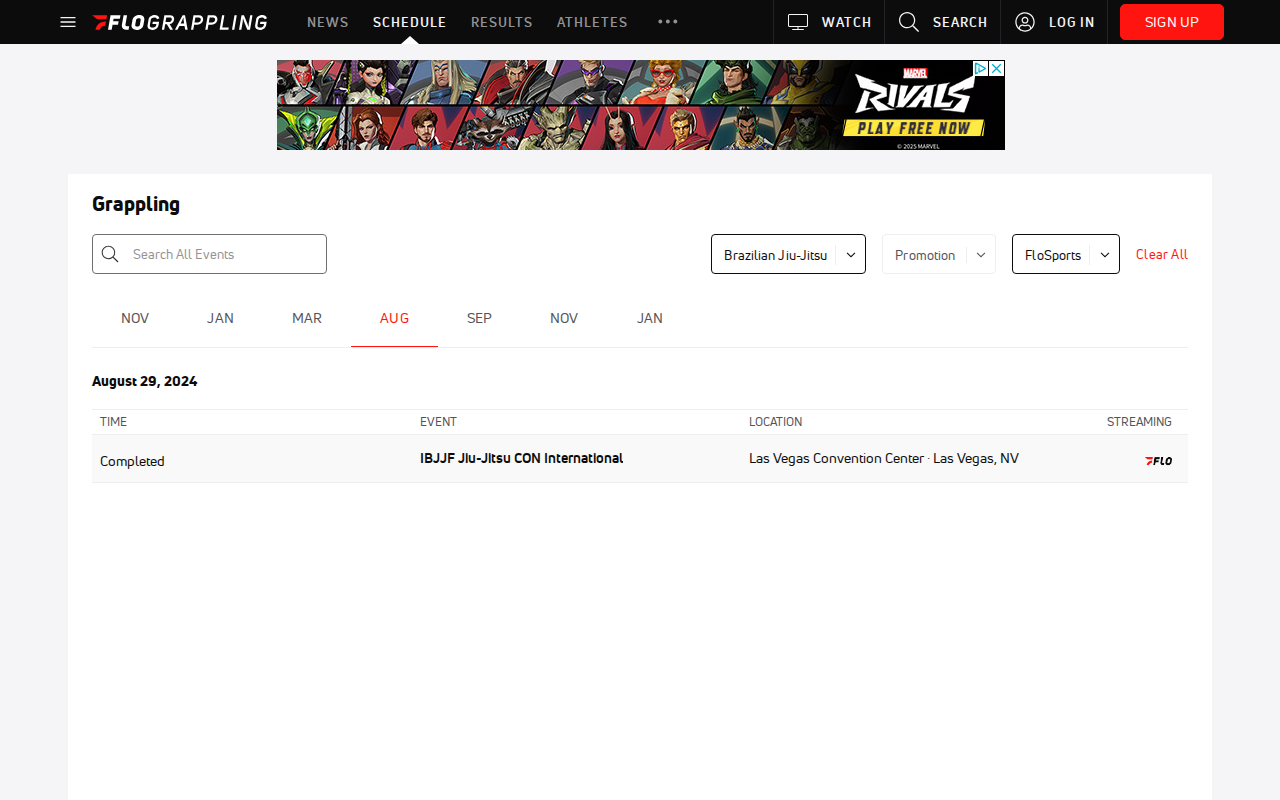 FLOGRAPPLING NEWS SCHEDULE RESULTS ATHLETES WATCH SEARCH LOG IN SIGN UP
MARVEL
RIVALS
PLAY FREE NOW
© 2025 MARVEL
Grappling
Search All Events Brazilian Jiu-Jitsu Promotion FloSports Clear All
NOV JAN MAR AUG SEP NOV JAN
August 29, 2024
TIME EVENT LOCATION STREAMING
Completed IBJJF Jiu-Jitsu CON International Las Vegas Convention Center · Las Vegas, NV FLO